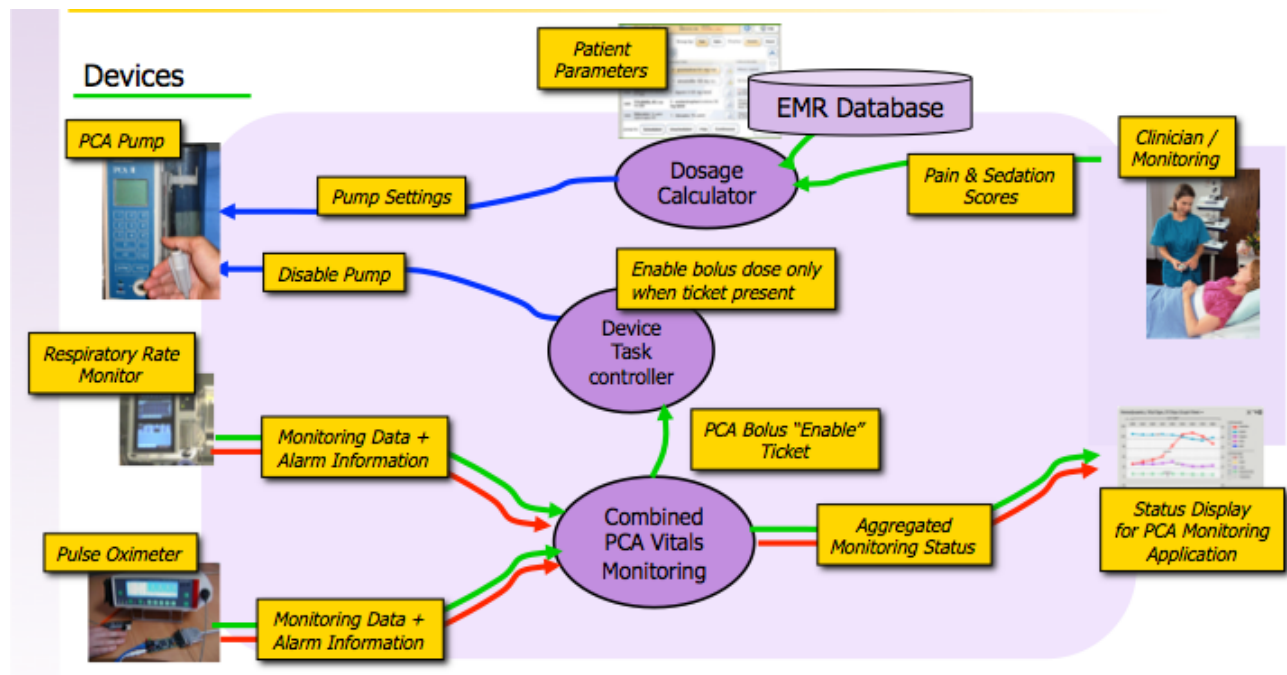 Patient
Parameters
Devices
EMR Database
PCA Pump
Clinician /
Monitoring
Dosage
Calculator
Pain & Sedation
Scores
Pump Settings
Disable Pump
Enable bolus dose only
when ticket present
Device
Task
controller
Respiratory Rate
Monitor
Monitoring Data +
Alarm Information
PCA Bolus “Enable”
Ticket
Combined
PCA Vitals
Monitoring
Aggregated
Monitoring Status
Status Display
for PCA Monitoring
Application
Pulse Oximeter
Monitoring Data +
Alarm Information